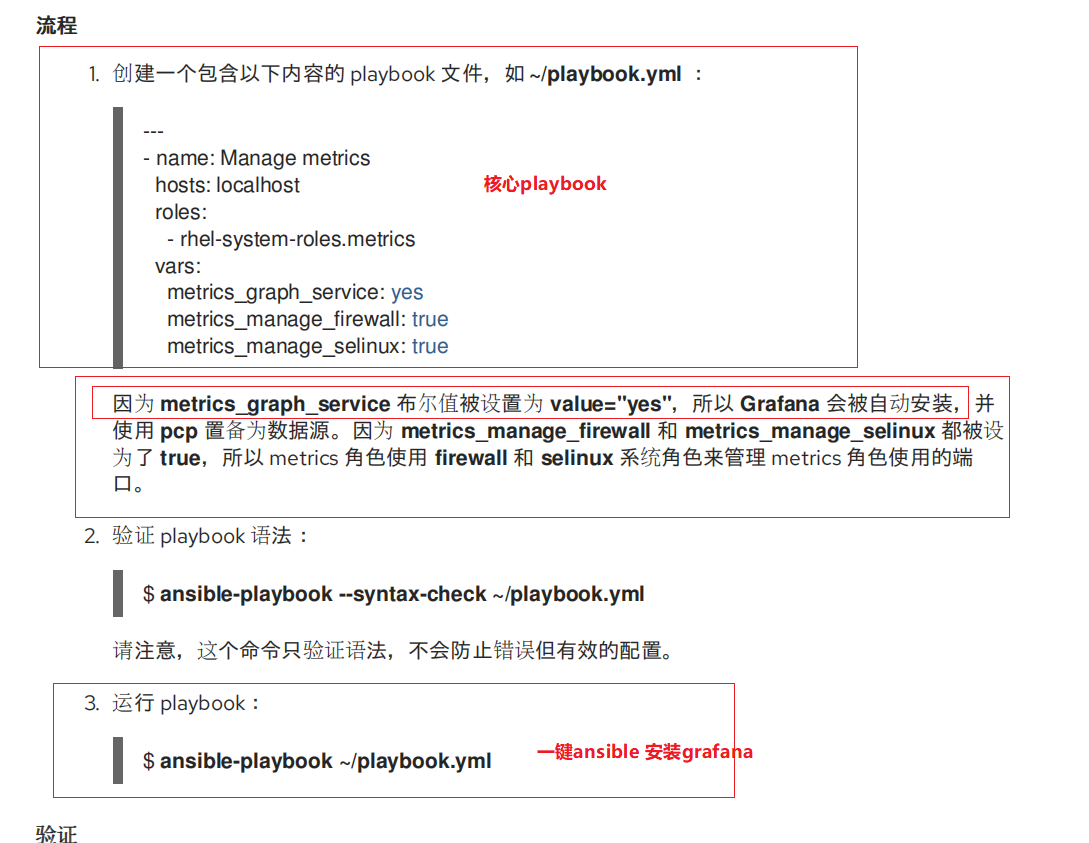 流程
1. 创建一个包含以下内容的 playbook 文件，如 ~/playbook.yml ：
---
- name: Manage metrics
hosts: localhost
核心playbook
roles:
- rhel-system-roles.metrics
vars:
metrics_graph_service: yes
metrics_manage_firewall: true
metrics_manage_selinux: true
因为 metrics_graph_service 布尔值被设置为 value="yes"，所以 Grafana 会被自动安装，并
使用 pcp 置备为数据源。因为 metrics_manage_firewall 和 metrics_manage_selinux 都被设
为了 true，所以 metrics 角色使用 firewall 和 selinux 系统角色来管理 metrics 角色使用的端
口。
2. 验证 playbook 语法：
$ ansible-playbook --syntax-check ~/playbook.yml
请注意，这个命令只验证语法，不会防止错误但有效的配置。
3. 运行 playbook：
$ ansible-playbook ~/playbook.yml
一键ansible 安装grafana
验证